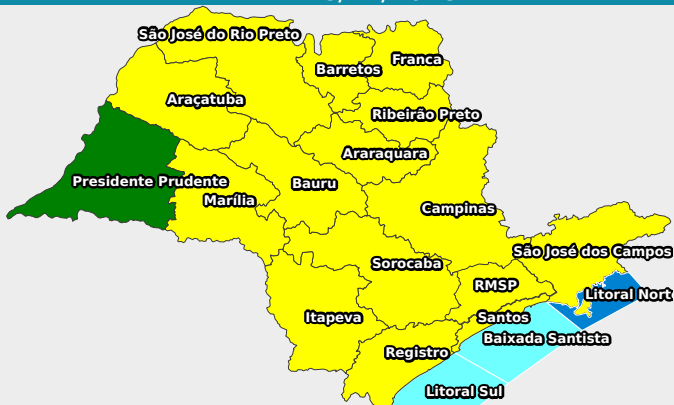 São José do Rio Preto
Franca
Barretos
Araçatuba
Ribeirão Preto
Araraquara
Presidente Prudente
Bauru
Marília
Campinas
São José dos Campos
Sorocaba
RMSP
Litoral Nort
Itapeva
Santos
Baixada Santista
Registro
Litoral Sul